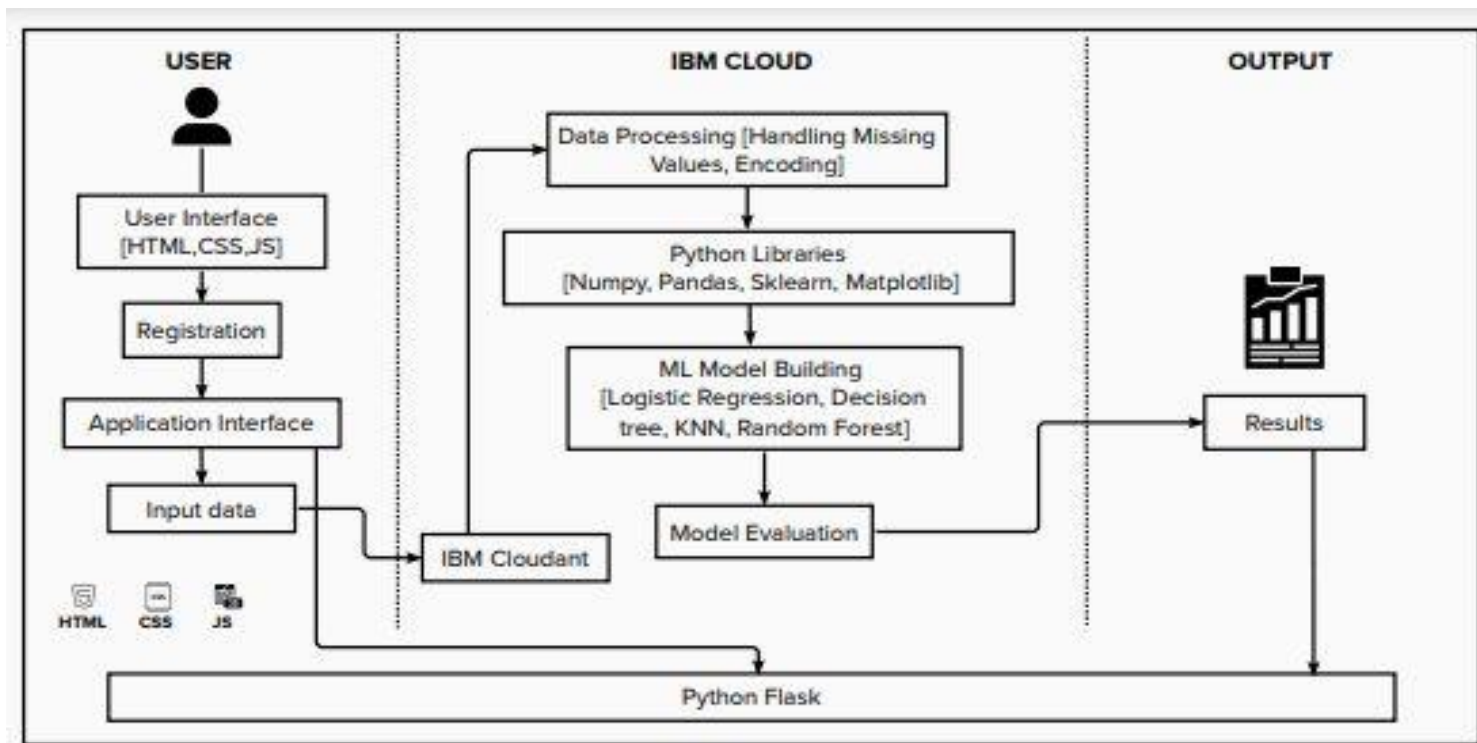 USER
User Interface
[HTML,CSS,JS]
Registration
Application Interface
Input data
HTML
CSS
JS
IBM CLOUD
Data Processing [Handling Missing
Values, Encoding]
Python Libraries
[Numpy, Pandas, Sklearn, Matplotlib]
ML Model Building
[Logistic Regression, Decision
tree, KNN, Random Forest]
Model Evaluation
IBM Cloudant
OUTPUT
Results
Python Flask